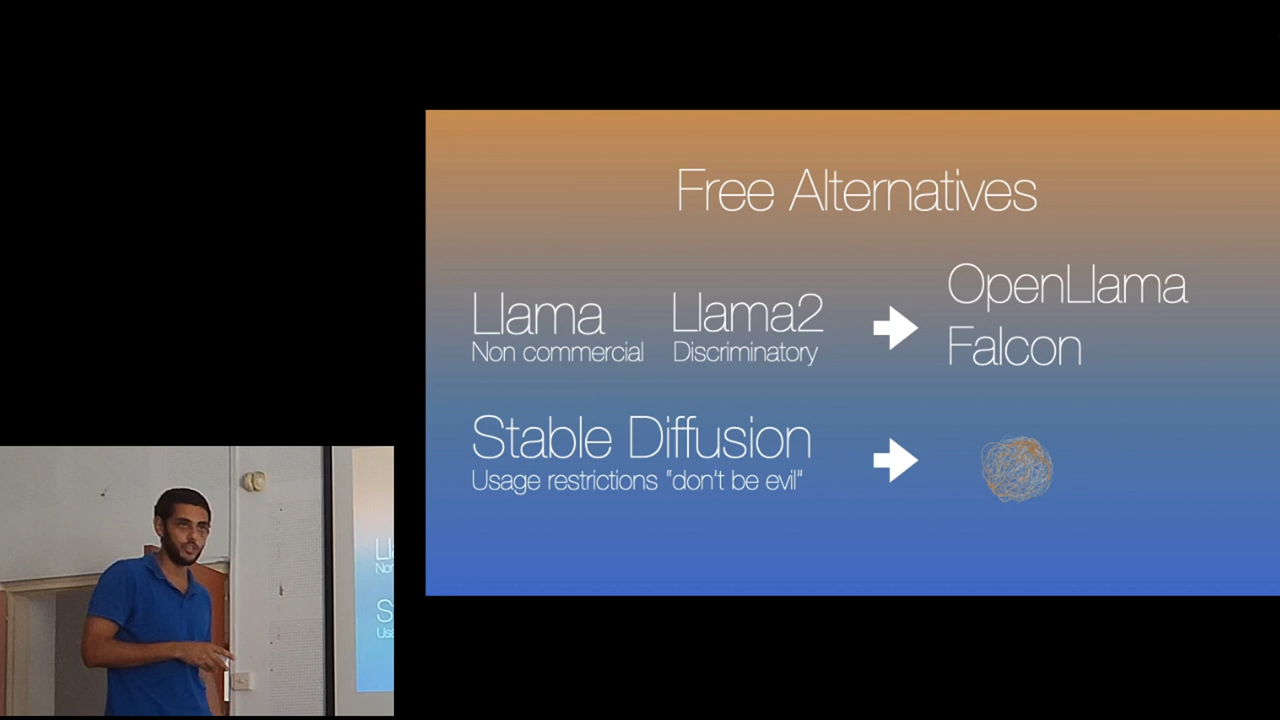 Free Alternatives
Llama
Non commercial
Llama2
Discriminatory
OpenLlama
Falcon
Stable Diffusion
Usage restrictions "don't be evil"